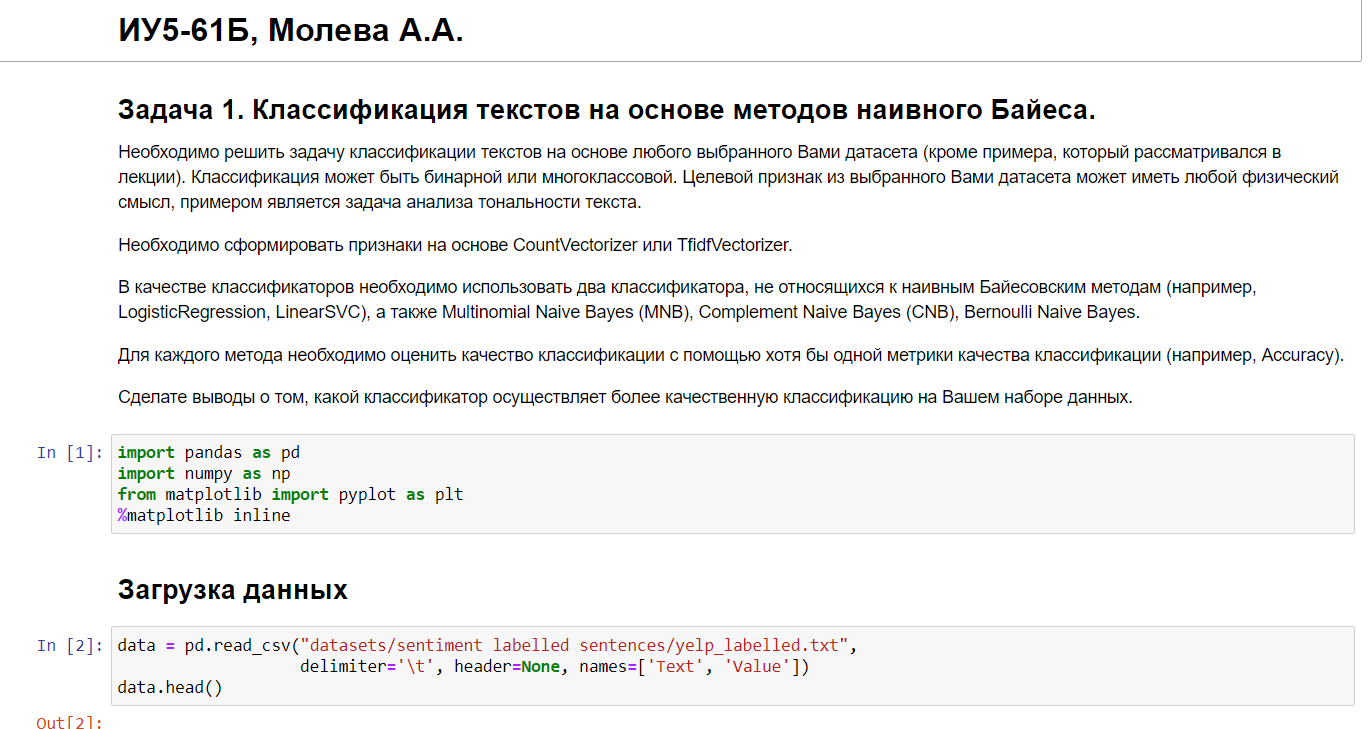 ИУ5-61Б, Молева А.А.
Задача 1. Классификация текстов на основе методов наивного Байеса.
Необходимо решить задачу классификации текстов на основе любого выбранного Вами датасета (кроме примера, который рассматривался в
лекции). Классификация может быть бинарной или многоклассовой. Целевой признак из выбранного Вами датасета может иметь любой физический
смысл, примером является задача анализа тональности текста.
Необходимо сформировать признаки на основе CountVectorizer или TfidfVectorizer.
В качестве классификаторов необходимо использовать два классификатора, не относящихся к наивным Байесовским методам (например,
LogisticRegression, LinearSVC), а также Multinomial Naive Bayes (MNB), Complement Naive Bayes (CNB), Bernoulli Naive Bayes.
Для каждого метода необходимо оценить качество классификации с помощью хотя бы одной метрики качества классификации (например, Accuracy).
Сделате выводы о том, какой классификатор осуществляет более качественную классификацию на Вашем наборе данных.
In [1]: import pandas as pd
import numpy as np
from matplotlib import pyplot as plt
%matplotlib inline
Загрузка данных
In [2]: data = pd.read_csv("datasets/sentiment labelled sentences/yelp_labelled.txt",
delimiter='\t', header=None, names=['Text', 'Value'])
data.head()
Out[2]: